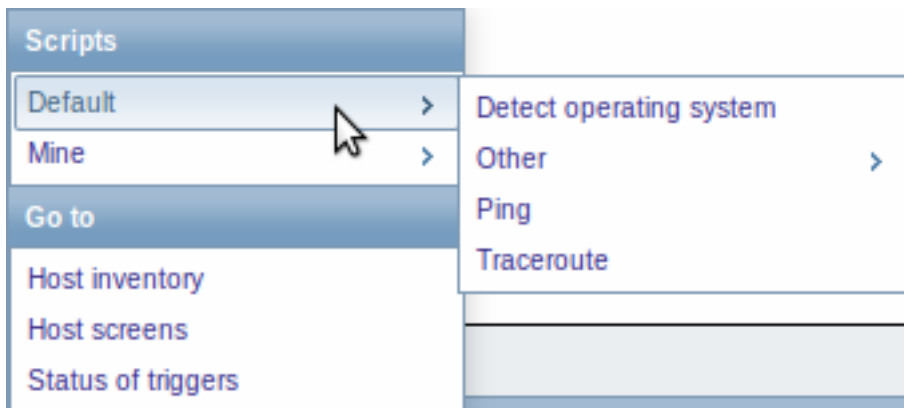 Scripts
Default
Mine
Go to
Host inventory
Host screens
Status of triggers
Detect operating system
Other
Ping
Traceroute